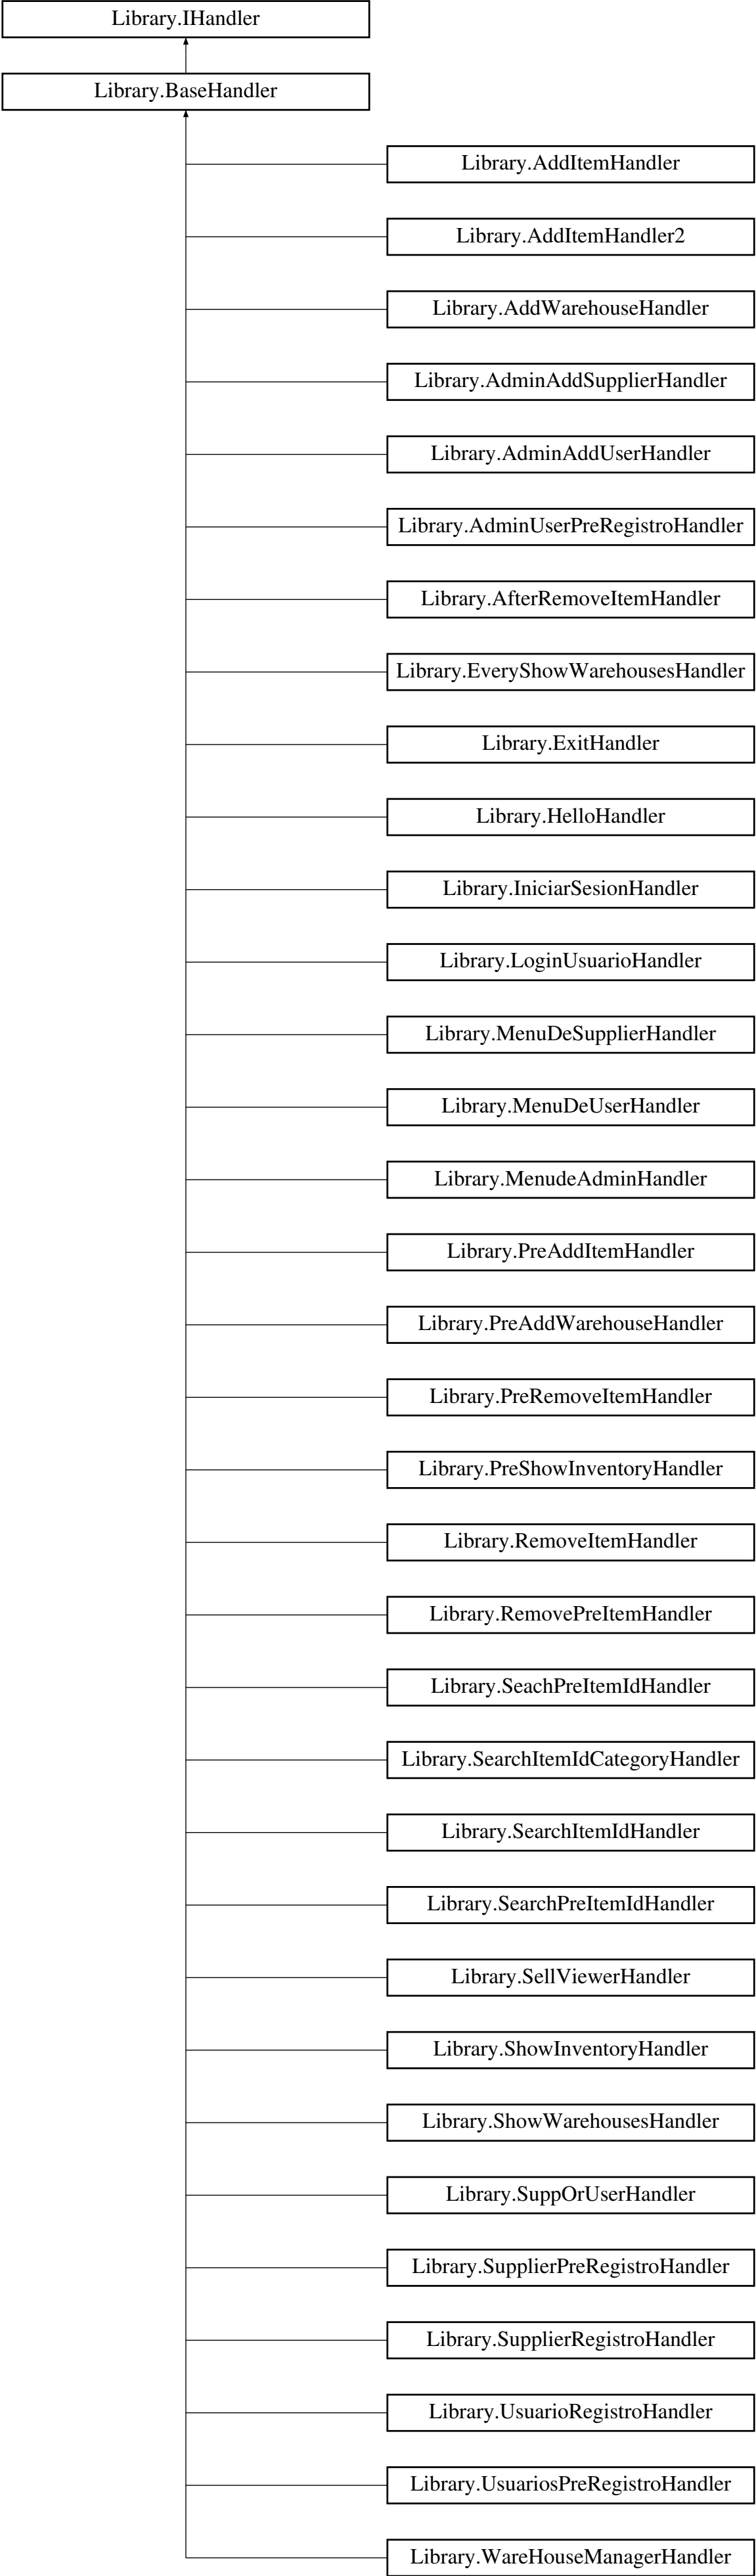 Library.IHandler
Library.BaseHandler
Library.AddItemHandler
Library.AddItemHandler2
Library.AddWarehouseHandler
Library.AdminAddSupplierHandler
Library.AdminAddUserHandler
Library.AdminUserPreRegistroHandler
Library.AfterRemoveItemHandler
Library.EveryShowWarehousesHandler
Library.ExitHandler
Library.HelloHandler
Library.IniciarSesionHandler
Library.LoginUsuarioHandler
Library.MenuDeSupplierHandler
Library.MenuDeUserHandler
Library.MenudeAdminHandler
Library.PreAddItemHandler
Library.PreAddWarehouseHandler
Library.PreRemoveItemHandler
Library.PreShowInventoryHandler
Library.RemoveItemHandler
Library.RemovePreItemHandler
Library.SeachPreItemIdHandler
Library.SearchItemIdCategoryHandler
Library.SearchItemIdHandler
Library.SearchPreItemIdHandler
Library.SellViewerHandler
Library.ShowInventoryHandler
Library.ShowWarehousesHandler
Library.SuppOrUserHandler
Library.SupplierPreRegistroHandler
Library.SupplierRegistroHandler
Library.UsuarioRegistroHandler
Library.UsuariosPreRegistroHandler
Library.WareHouseManagerHandler